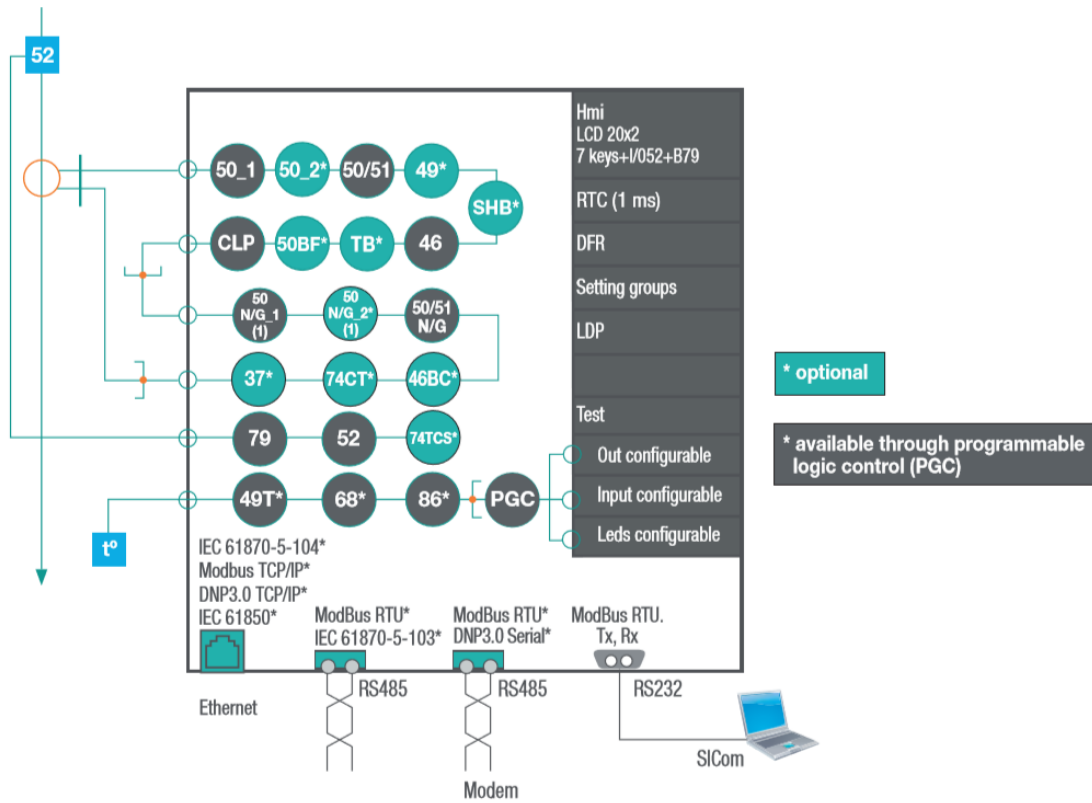 52
Hmi
LCD 20x2
7 keys+I/052+B79
50_1
50_2*
50/51
49*
SHB*
RTC (1 ms)
CLP
50BF*
TB*
46
DFR
Setting groups
50
N/G_1
(1)
50
N/G_2*
(1)
50/51
N/G
LDP
37*
74CT*
46BC*
* optional
79
52
74TCS*
Test
* available through programmable
logic control (PGC)
Out configurable
49T*
68*
86*
PGC
Input configurable
Leds configurable
tº
IEC 61870-5-104*
Modbus TCP/IP*
DNP3.0 TCP/IP*
IEC 61850*
ModBus RTU*
IEC 61870-5-103*
ModBus RTU*
DNP3.0 Serial*
ModBus RTU.
Tx, Rx
Ethernet
RS485
RS485
RS232
SICom
Modem